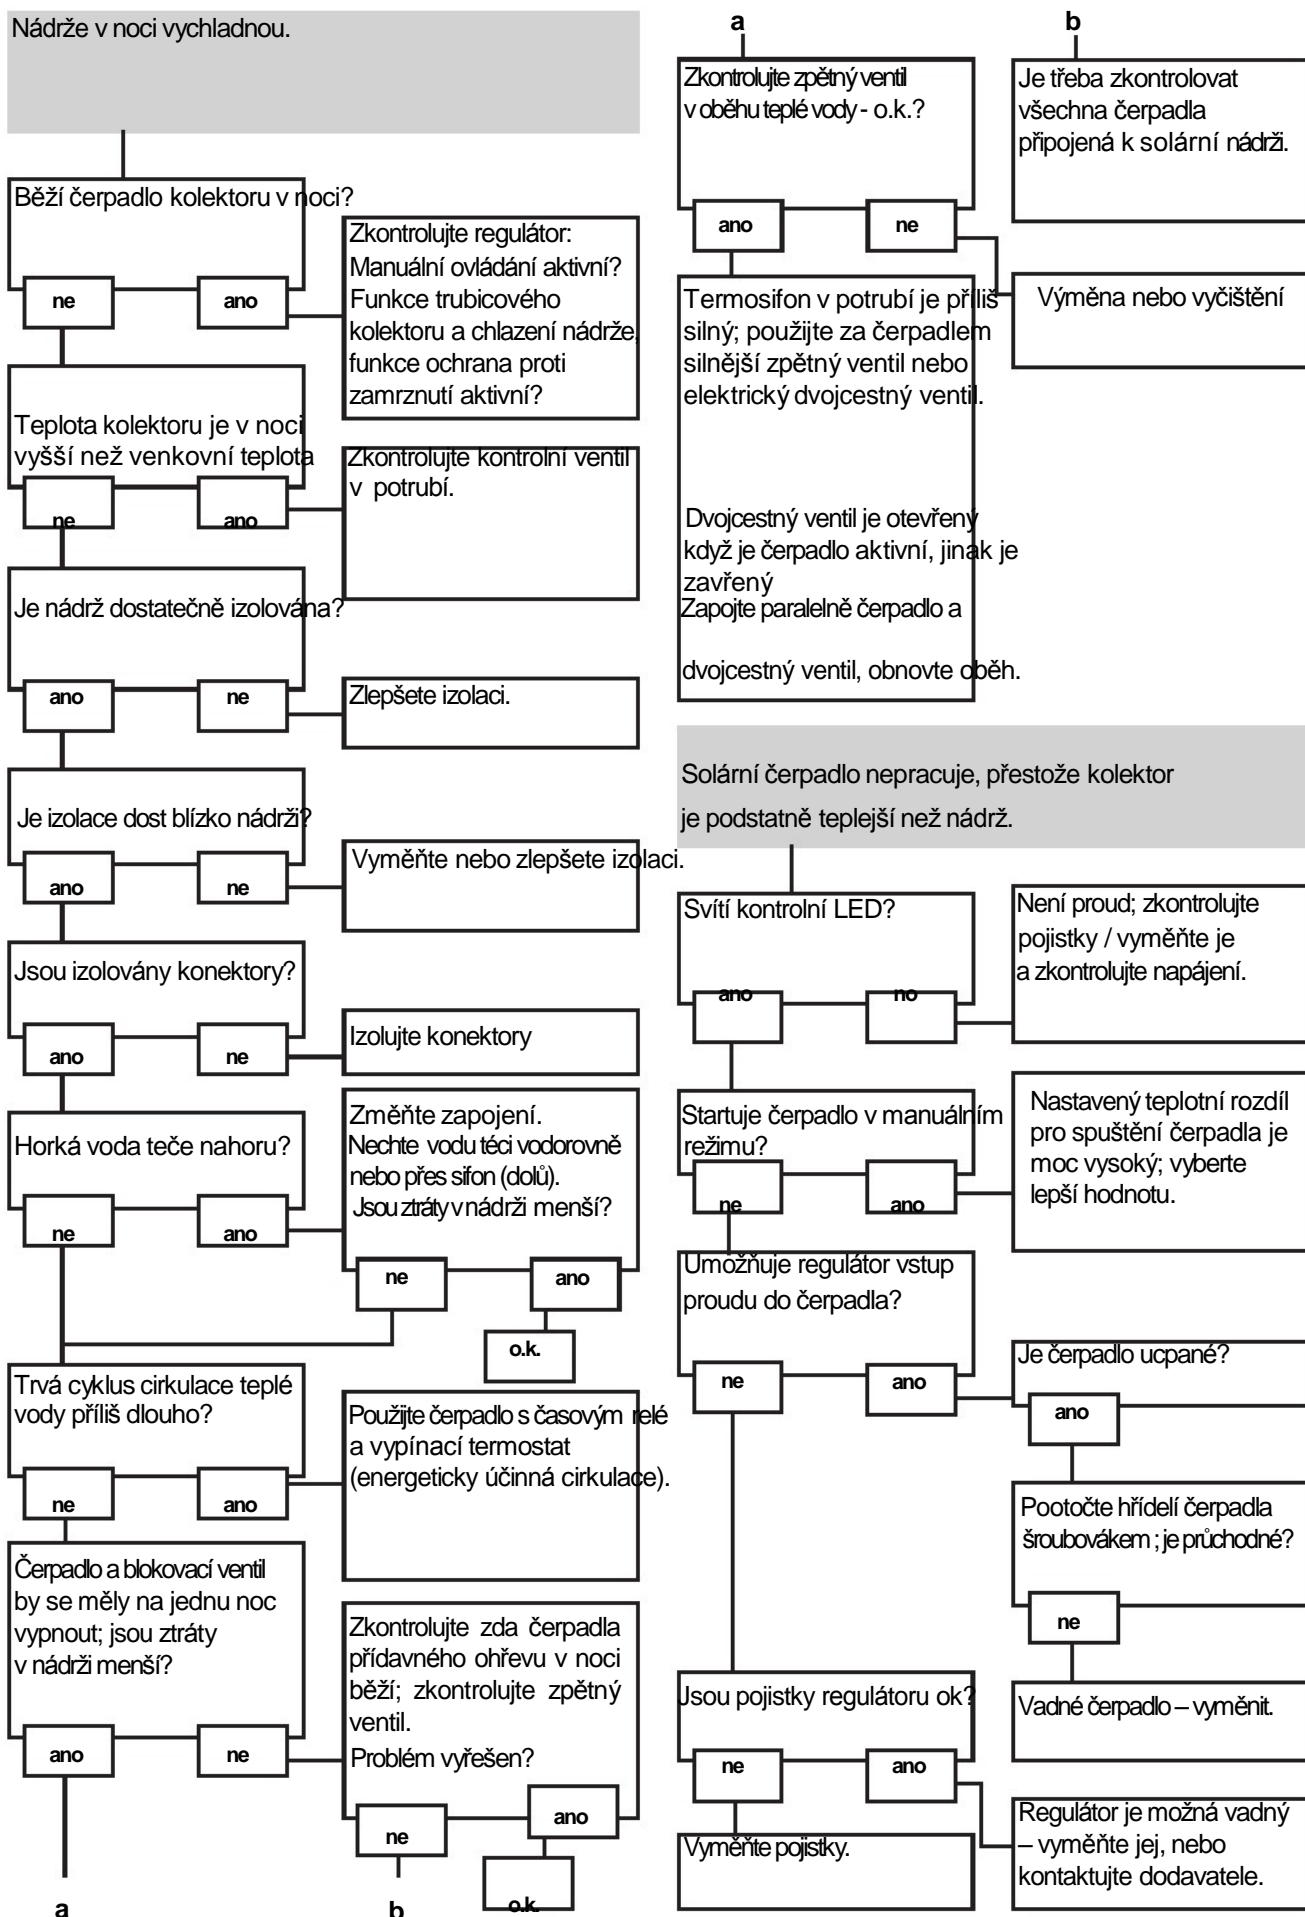 Nádrže v noci vychladnou.
Běží čerpadlo kolektoru v noci?
ne
ano
Zkontrolujte regulátor:
Manuální ovládání aktivní?
Funkce trubicového
kolektoru a chlazení nádrže,
funkce ochrana proti
zamrznutí aktivní?
Teplota kolektoru je v noci
vyšší než venkovní teplota
ne
ano
Zkontrolujte kontrolní ventil
v potrubí.
Je nádrž dostatečně izolována?
ano
ne
Zlepšete izolaci.
Je izolace dost blízko nádrži?
ano
ne
Vyměňte nebo zlepšete izolaci.
Jsou izolovány konektory?
ano
ne
Izolujte konektory
Horká voda teče nahoru?
ne
ano
Změňte zapojení.
Nechte vodu téci vodorovně
nebo přes sifon (dolů).
Jsou ztráty v nádrži menší?
ne
ano
o.k.
Trvá cyklus cirkulace teplé
vody příliš dlouho?
ne
ano
Použijte čerpadlo s časovým relé
a vypínací termostat
(energeticky účinná cirkulace).
Čerpadlo a blokovací ventil
by se měly na jednu noc
vypnout; jsou ztráty
v nádrži menší?
ano
ne
Zkontrolujte zda čerpadla
přídavného ohřevu v noci
běží; zkontrolujte zpětný
ventil.
Problém vyřešen?
ne
ano
o.k.
a
b
a
Zkontrolujte zpětný ventil
v oběhu teplé vody - o.k.?
ano
ne
b
Je třeba zkontrolovat
všechna čerpadla
připojená k solární nádrži.
Výměna nebo vyčištění
Termosifon v potrubí je příliš
silný; použijte za čerpadlem
silnější zpětný ventil nebo
elektrický dvojcestný ventil.
Dvojcestný ventil je otevřený
když je čerpadlo aktivní, jinak je
zavřený
Zapojte paralelně čerpadlo a
dvojcestný ventil, obnovte oběh.
Solární čerpadlo nepracuje, přestože kolektor
je podstatně teplejší než nádrž.
Svítí kontrolní LED?
ano
no
Není proud; zkontrolujte
pojistky / vyměňte je
a zkontrolujte napájení.
Startuje čerpadlo v manuálním
režimu?
ne
ano
Nastavený teplotní rozdíl
pro spuštění čerpadla je
moc vysoký; vyberte
lepší hodnotu.
Umožňuje regulátor vstup
proudu do čerpadla?
ne
ano
Je čerpadlo ucpané?
ano
Pootočte hřídelí čerpadla
šroubovákem ; je průchodné?
ne
Vadné čerpadlo – vyměnit.
Jsou pojistky regulátoru ok?
ne
ano
Vyměňte pojistky.
Regulátor je možná vadný
– vyměňte jej, nebo
kontaktujte dodavatele.